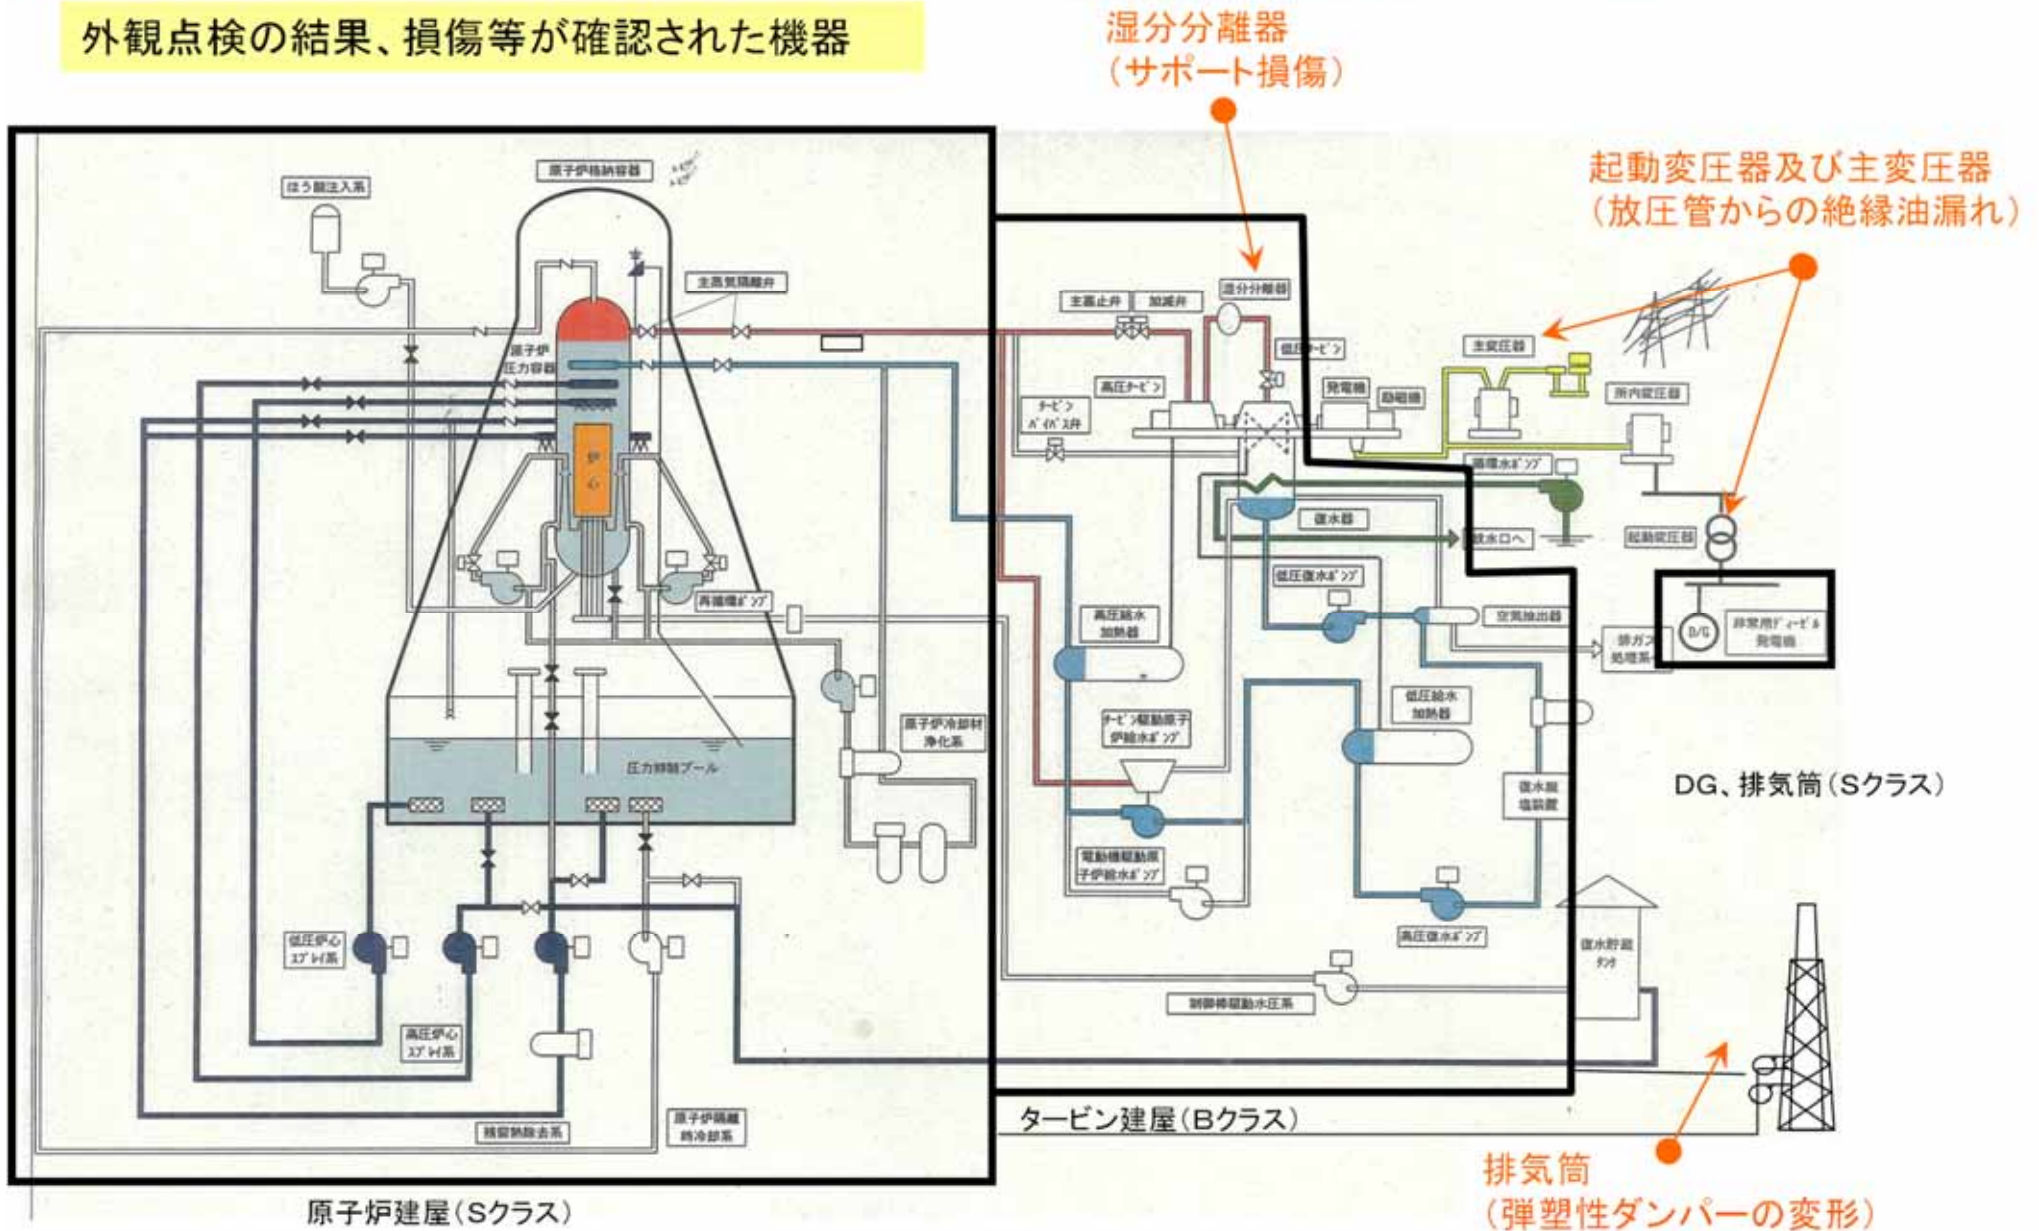 外観点検の結果、損傷等が確認された機器
湿分分離器
（サポート損傷）
起動変圧器及び主変圧器
（放圧管からの絶縁油漏れ）
原子炉格納容器
ほう酸注入系
主蒸気隔離弁
原子炉
圧力容器
炉
心
再循環ポンプ
圧力抑制プール
原子炉冷却材
浄化系
低圧炉心
スプレイ系
高圧炉心
スプレイ系
残留熱除去系
原子炉隔離
時冷却系
原子炉建屋（Sクラス）
主塞止弁
加減弁
湿分分離器
低圧タービン
高圧タービン
タービン
バイパス弁
発電機
励磁機
主変圧器
所内変圧器
循環水ポンプ
復水器
放水口へ
起動変圧器
低圧復水ポンプ
空気抽出器
排ガス
処理系へ
D/G
非常用ディーゼル
発電機
高圧給水
加熱器
低圧給水
加熱器
タービン駆動原子
炉給水ポンプ
復水脱
塩装置
電動機駆動原
子炉給水ポンプ
高圧復水ポンプ
復水貯蔵
タンク
制御棒駆動水圧系
DG、排気筒（Sクラス）
タービン建屋（Bクラス）
排気筒
（弾塑性ダンパーの変形）